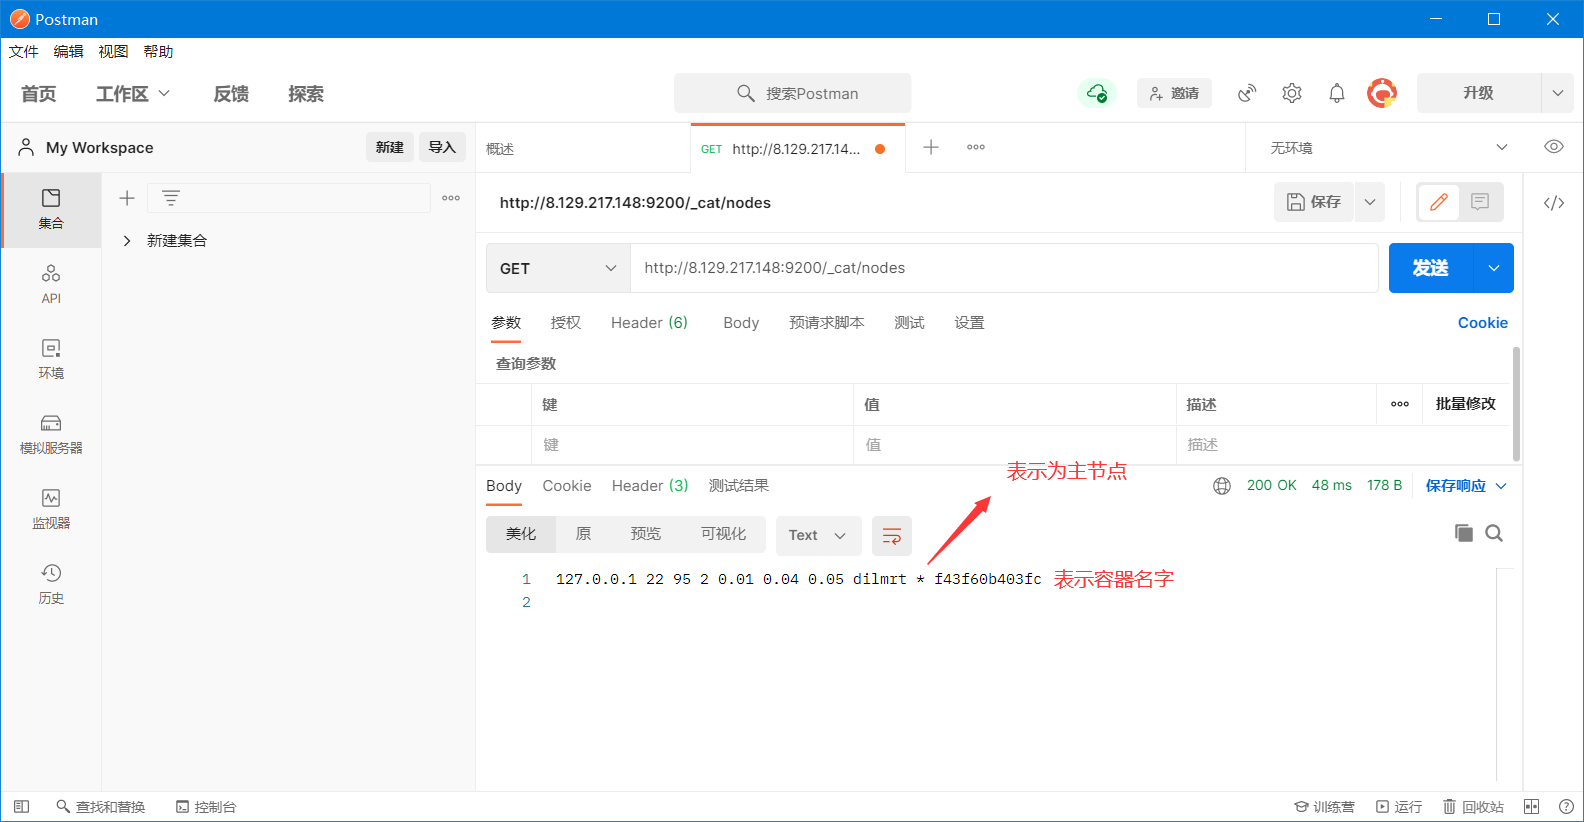 Postman
文件 编辑 视图 帮助
首页 工作区 反馈 探索 搜索Postman 邀请 升级
My Workspace 新建 导入
概述 GET http://8.129.217.14... 无环境
http://8.129.217.148:9200/_cat/nodes 保存
集合
新建集合
API
环境
模拟服务器
监视器
历史
GET http://8.129.217.148:9200/_cat/nodes 发送
参数 授权 Header (6) Body 预请求脚本 测试 设置 Cookie
查询参数
键 值 描述 批量修改
键 值 描述
表示为主节点
Body Cookie Header (3) 测试结果 200 OK 48 ms 178 B 保存响应
美化 原 预览 可视化 Text
1 127.0.0.1 22 95 2 0.01 0.04 0.05 dilmrt * f43f60b403fc 表示容器名字
2
查找和替换 控制台 训练营 运行 回收站